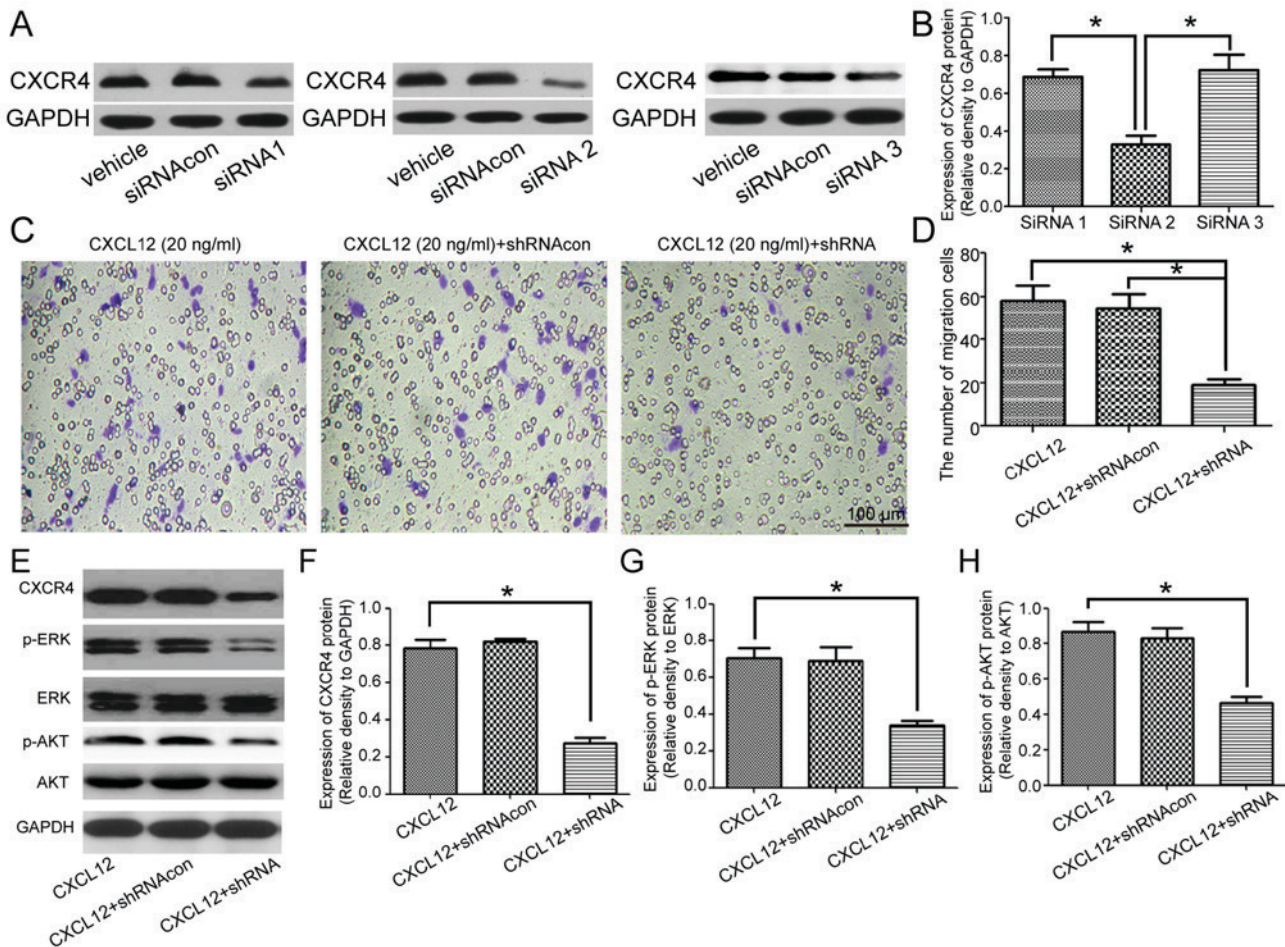 A
CXCR4
GAPDH
vehicle
siRNAcon
siRNA1
CXCR4
GAPDH
vehicle
siRNAcon
siRNA 2
CXCR4
GAPDH
vehicle
siRNAcon
siRNA 3
B
Expression of CXCR4 protein
(Relative density to GAPDH)
1.0
0.8
0.6
0.4
0.2
0.0
*
*
SiRNA 1
SiRNA 2
SiRNA 3
C
CXCL12 (20 ng/ml)
CXCL12 (20 ng/ml)+shRNAcon
CXCL12 (20 ng/ml)+shRNA
100 μm
D
The number of migration cells
80
60
40
20
0
*
*
CXCL12
CXCL12+shRNAcon
CXCL12+shRNA
E
CXCR4
p-ERK
ERK
p-AKT
AKT
GAPDH
CXCL12
CXCL12+shRNAcon
CXCL12+shRNA
F
Expression of CXCR4 protein
(Relative density to GAPDH)
1.0
0.8
0.6
0.4
0.2
0.0
*
CXCL12
CXCL12+shRNAcon
CXCL12+shRNA
G
Expression of p-ERK protein
(Relative density to ERK)
1.0
0.8
0.6
0.4
0.2
0.0
*
CXCL12
CXCL12+shRNAcon
CXCL12+shRNA
H
Expression of p-AKT protein
(Relative density to AKT)
1.0
0.8
0.6
0.4
0.2
0.0
*
CXCL12
CXCL12+shRNAcon
CXCL12+shRNA